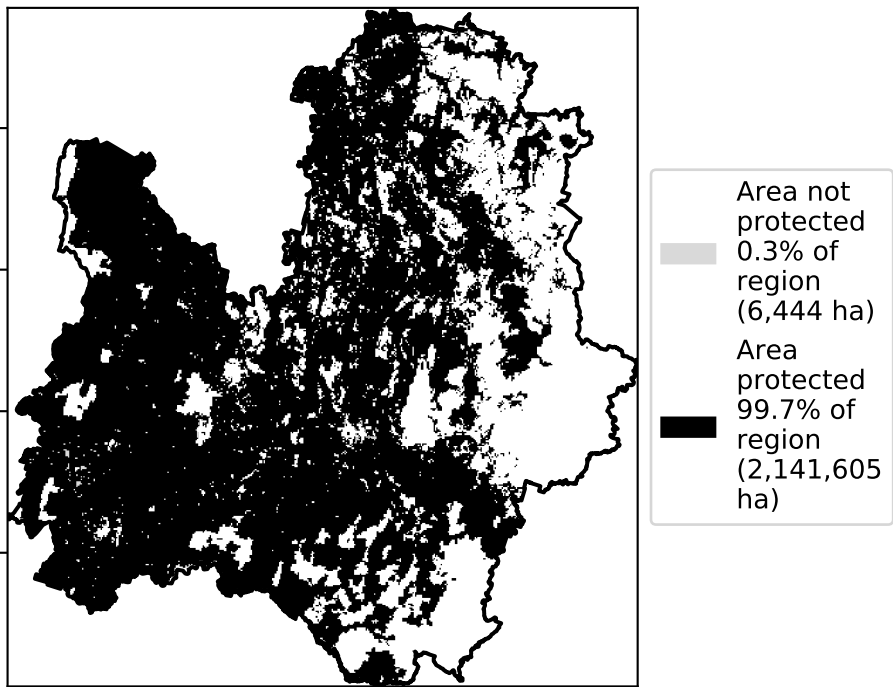 Area not
protected
0.3% of
region
(6,444 ha)
Area
protected
99.7% of
region
(2,141,605
ha)